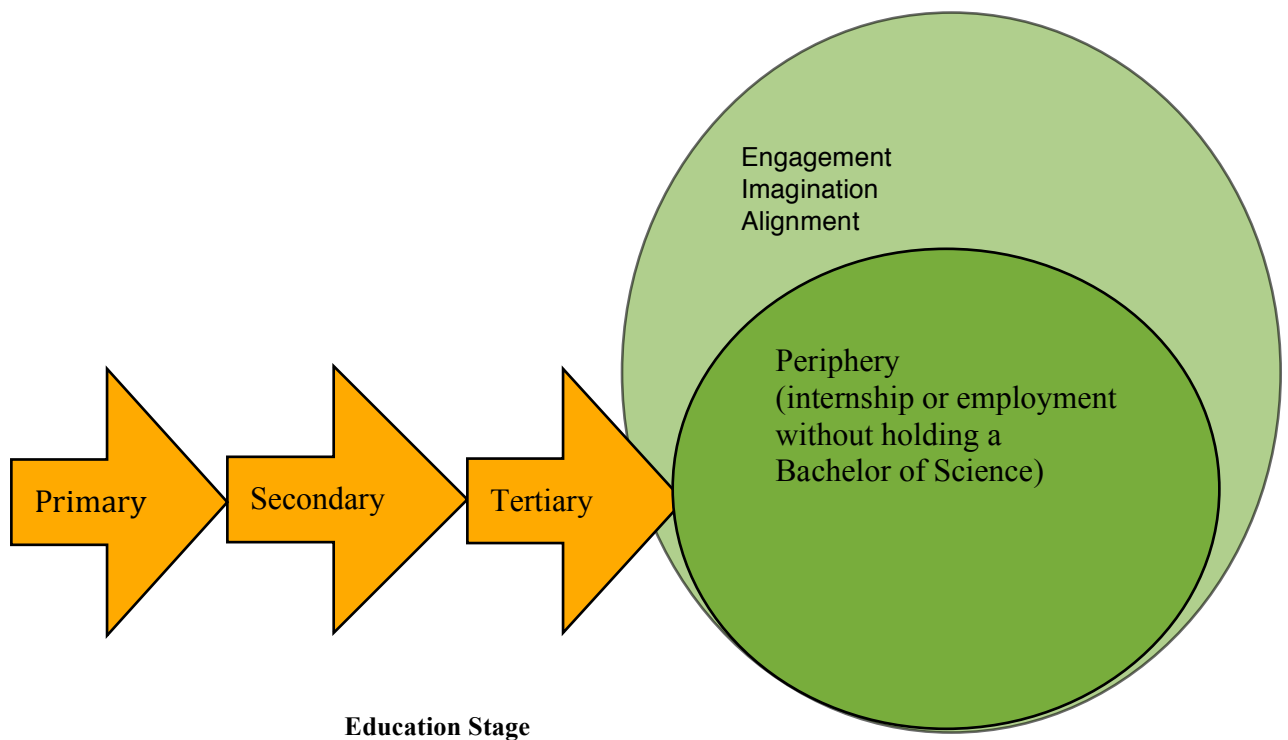 Engagement
Imagination
Alignment
Periphery
(internship or employment
without holding a
Bachelor of Science)
Primary
Secondary
Tertiary
Education Stage